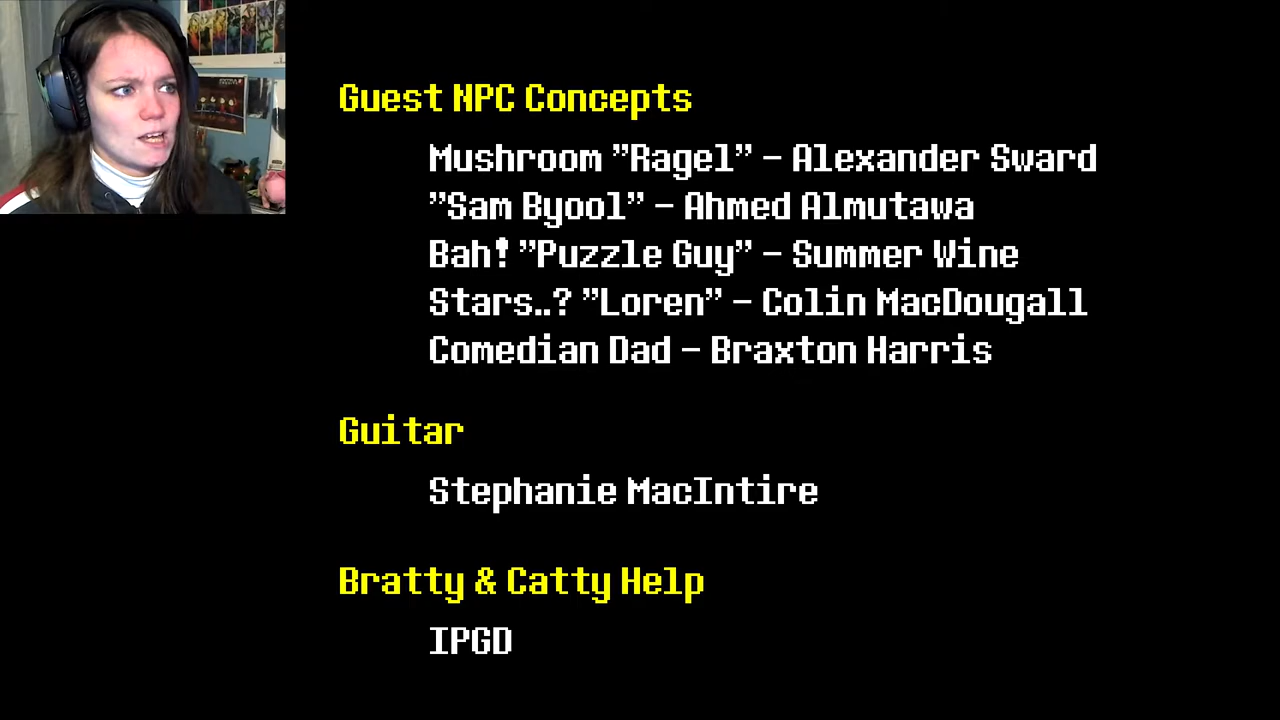 Guest NPC Concepts
Mushroom "Ragel" - Alexander Sward
"Sam Byool" - Ahmed Almutawa
Bah! "Puzzle Guy" - Summer Wine
Stars..? "Loren" - Colin MacDougall
Comedian Dad - Braxton Harris
Guitar
Stephanie MacIntire
Bratty & Catty Help
IPGD